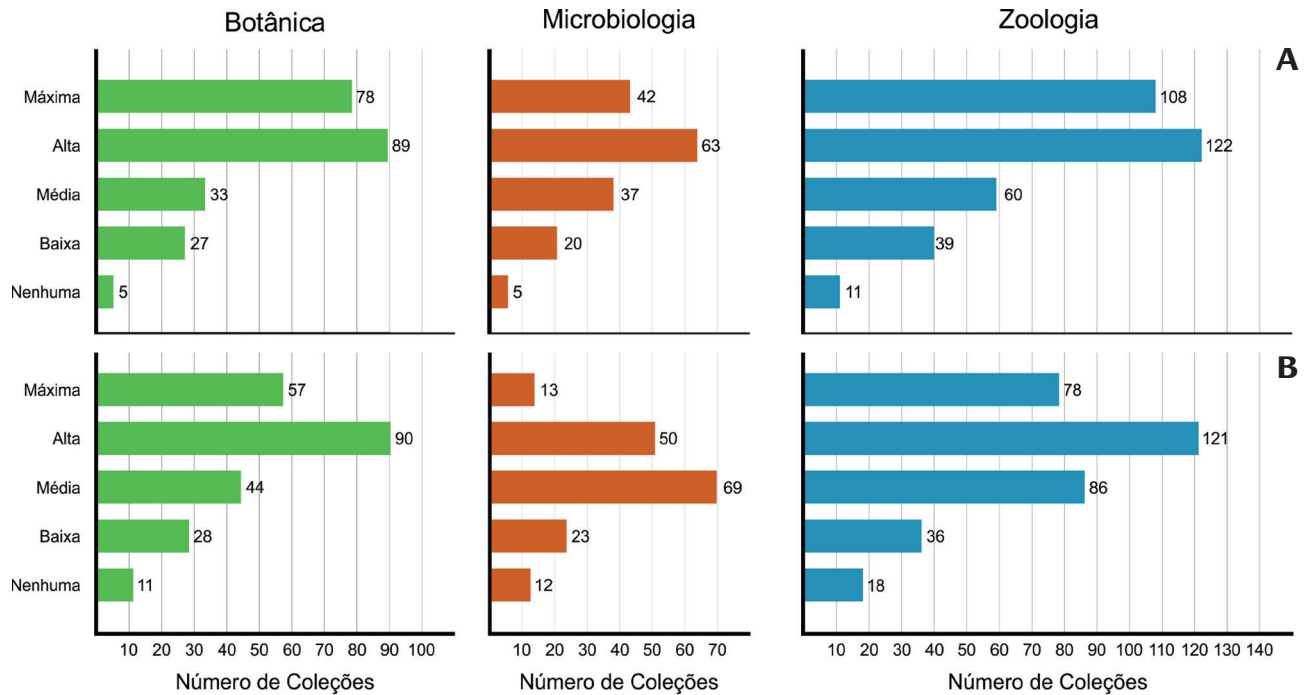 Botânica
Microbiologia
Zoologia
A
Máxima
78
42
108
Alta
89
63
122
Média
33
37
60
Baixa
27
20
39
Nenhuma
5
5
11
B
Máxima
57
13
78
Alta
90
50
121
Média
44
69
86
Baixa
28
23
36
Nenhuma
11
12
18
10 20 30 40 50 60 70 80 90 100
10 20 30 40 50 60 70
10 20 30 40 50 60 70 80 90 100 110 120 130 140
Número de Coleções
Número de Coleções
Número de Coleções